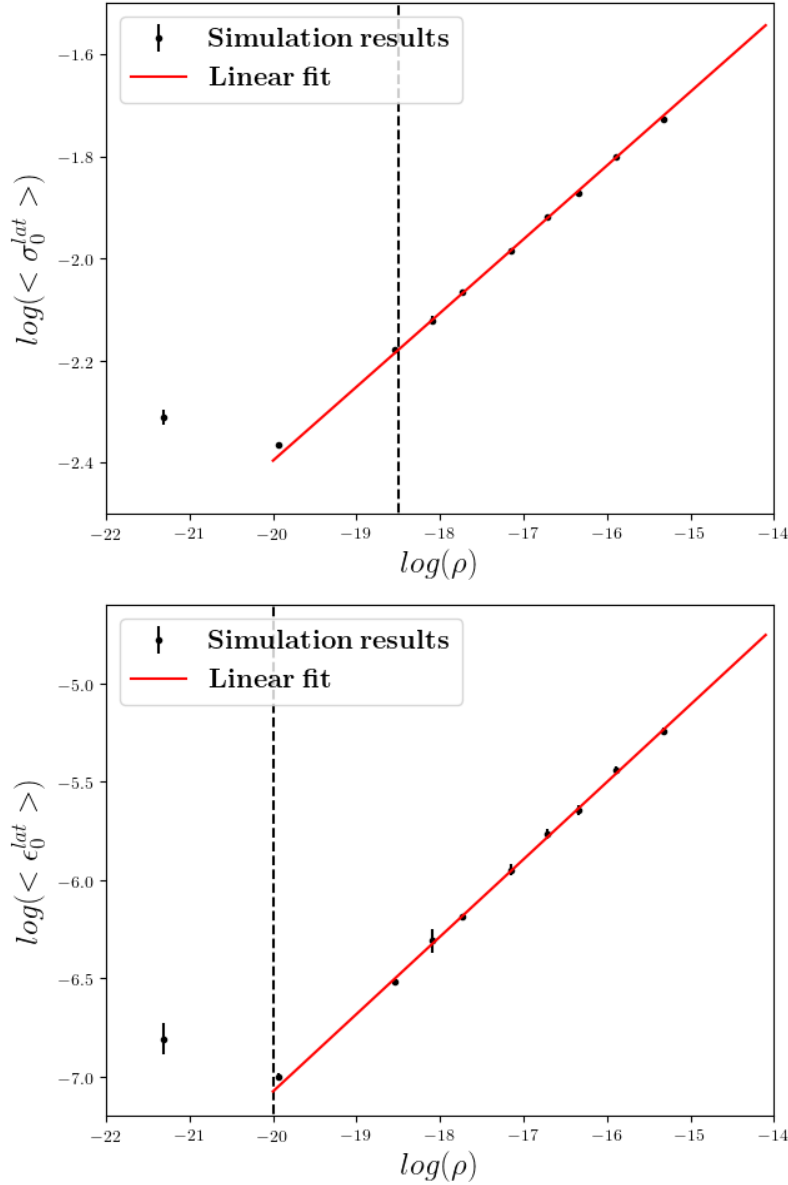 Simulation results
Linear fit
−1.6
−1.8
−2.0
−2.2
−2.4
log(< σ₀ˡᵃᵗ >)
−22 −21 −20 −19 −18 −17 −16 −15 −14
log(ρ)
Simulation results
Linear fit
−5.0
−5.5
−6.0
−6.5
−7.0
log(< ϵ₀ˡᵃᵗ >)
−22 −21 −20 −19 −18 −17 −16 −15 −14
log(ρ)